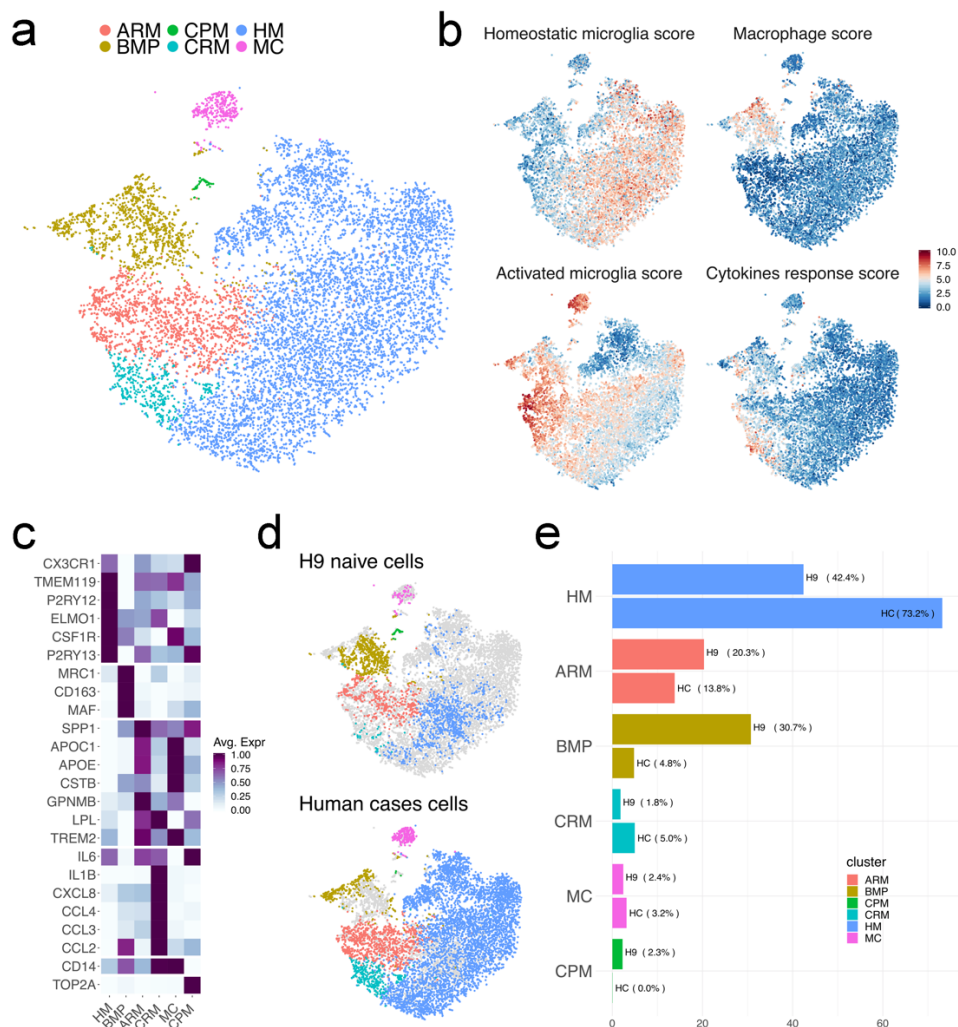 a
ARM CPM HM
BMP CRM MC
b
Homeostatic microglia score Macrophage score
Activated microglia score Cytokines response score
10.0
7.5
5.0
2.5
0.0
c
CX3CR1
TMEM119
P2RY12
ELMO1
CSF1R
P2RY13
MRC1
CD163
MAF
SPP1
APOC1
APOE
CSTB
GPNMB
LPL
TREM2
IL6
IL1B
CXCL8
CCL4
CCL3
CCL2
CD14
TOP2A
HM BMP ARM CRM MC CPM
Avg. Expr
1.00
0.75
0.50
0.25
0.00
d
H9 naive cells
Human cases cells
e
HM
H9 (42.4%)
HC (73.2%)
ARM
H9 (20.3%)
HC (13.8%)
BMP
H9 (30.7%)
HC (4.8%)
CRM
H9 (1.8%)
HC (5.0%)
MC
H9 (2.4%)
HC (3.2%)
CPM
H9 (2.3%)
HC (0.0%)
0 20 40 60
cluster
ARM
BMP
CPM
CRM
HM
MC